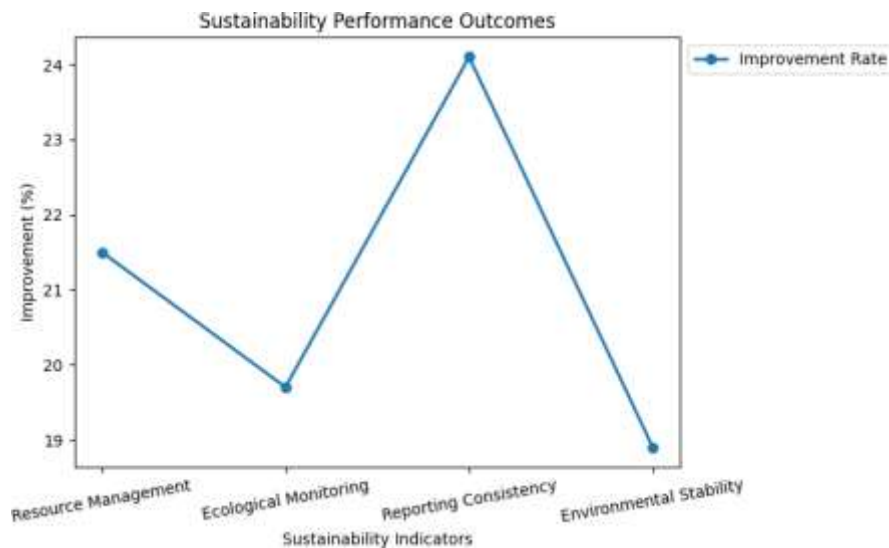 Sustainability Performance Outcomes
Improvement Rate
24
23
22
21
20
19
Improvement (%)
Resource Management
Ecological Monitoring
Reporting Consistency
Environmental Stability
Sustainability Indicators